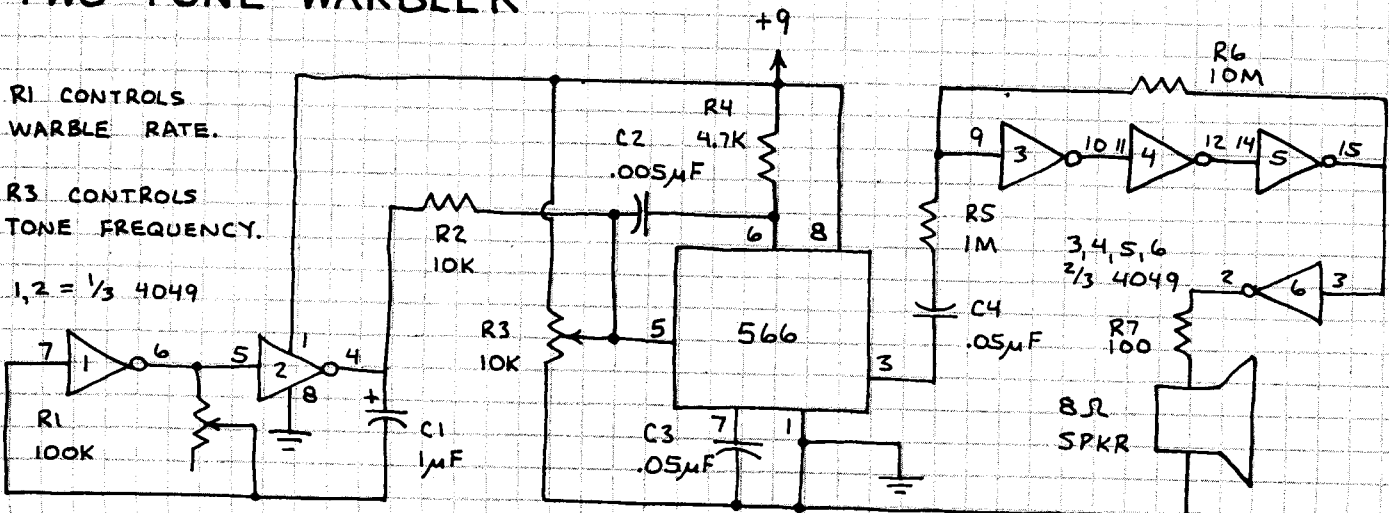 TWO TONE WARBLER
+9
R1 CONTROLS
WARBLE RATE.
R3 CONTROLS
TONE FREQUENCY.
1, 2 = 1/3 4049
R6
10M
R4
4.7K
C2
.005µF
9
3
10
11
4
12
14
5
15
R2
10K
6
8
R5
1M
3, 4, 5, 6
2/3 4049
2
6
3
R3
10K
5
566
3
C4
.05µF
R7
100
7
1
6
5
2
1
4
8
+
R1
100K
C1
1µF
C3
.05µF
7
1
8Ω
SPKR